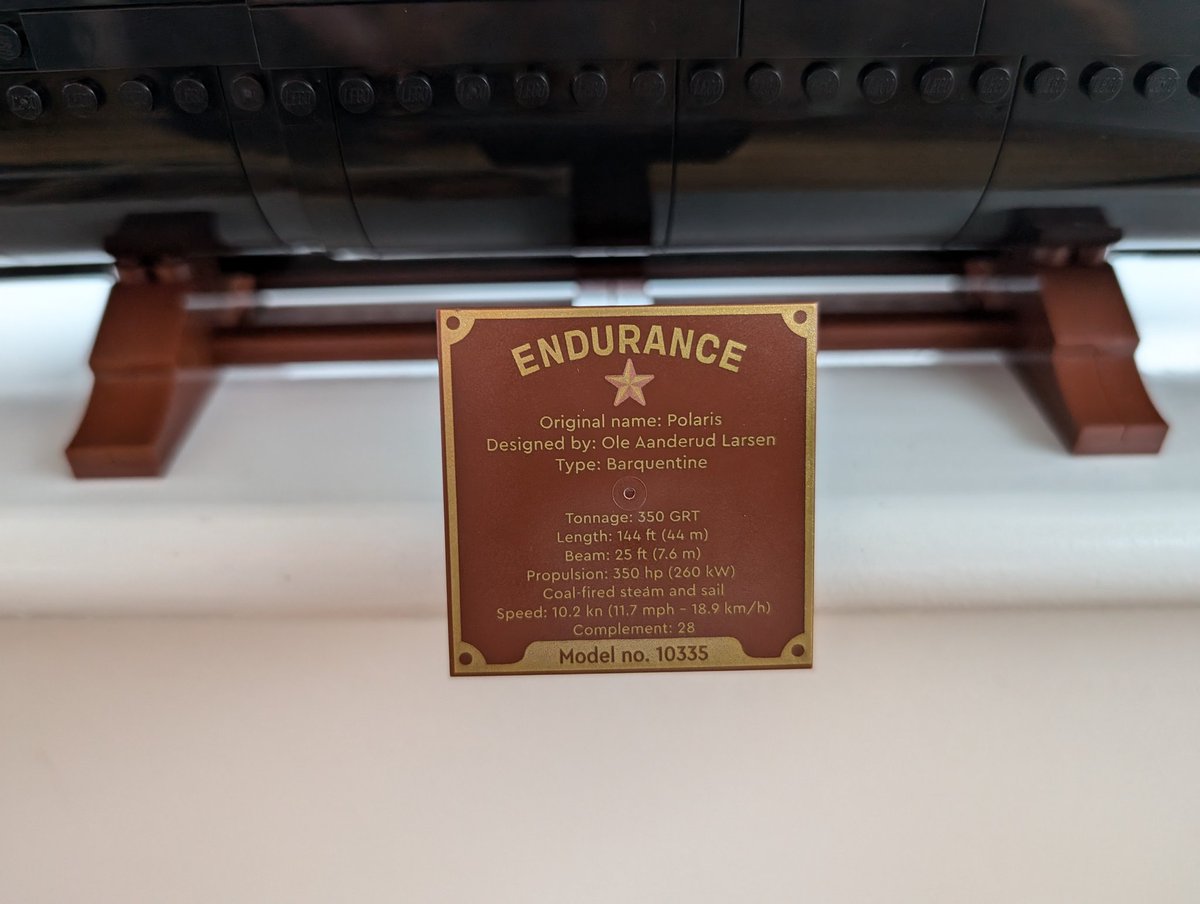 ENDURANCE
Original name: Polaris
Designed by: Ole Aanderud Larsen
Type: Barquentine
Tonnage: 350 GRT
Length: 144 ft (44 m)
Beam: 25 ft (7.6 m)
Propulsion: 350 hp (260 kW)
Coal-fired steam and sail
Speed: 10.2 kn (11.7 mph – 18.9 km/h)
Complement: 28
Model no. 10335